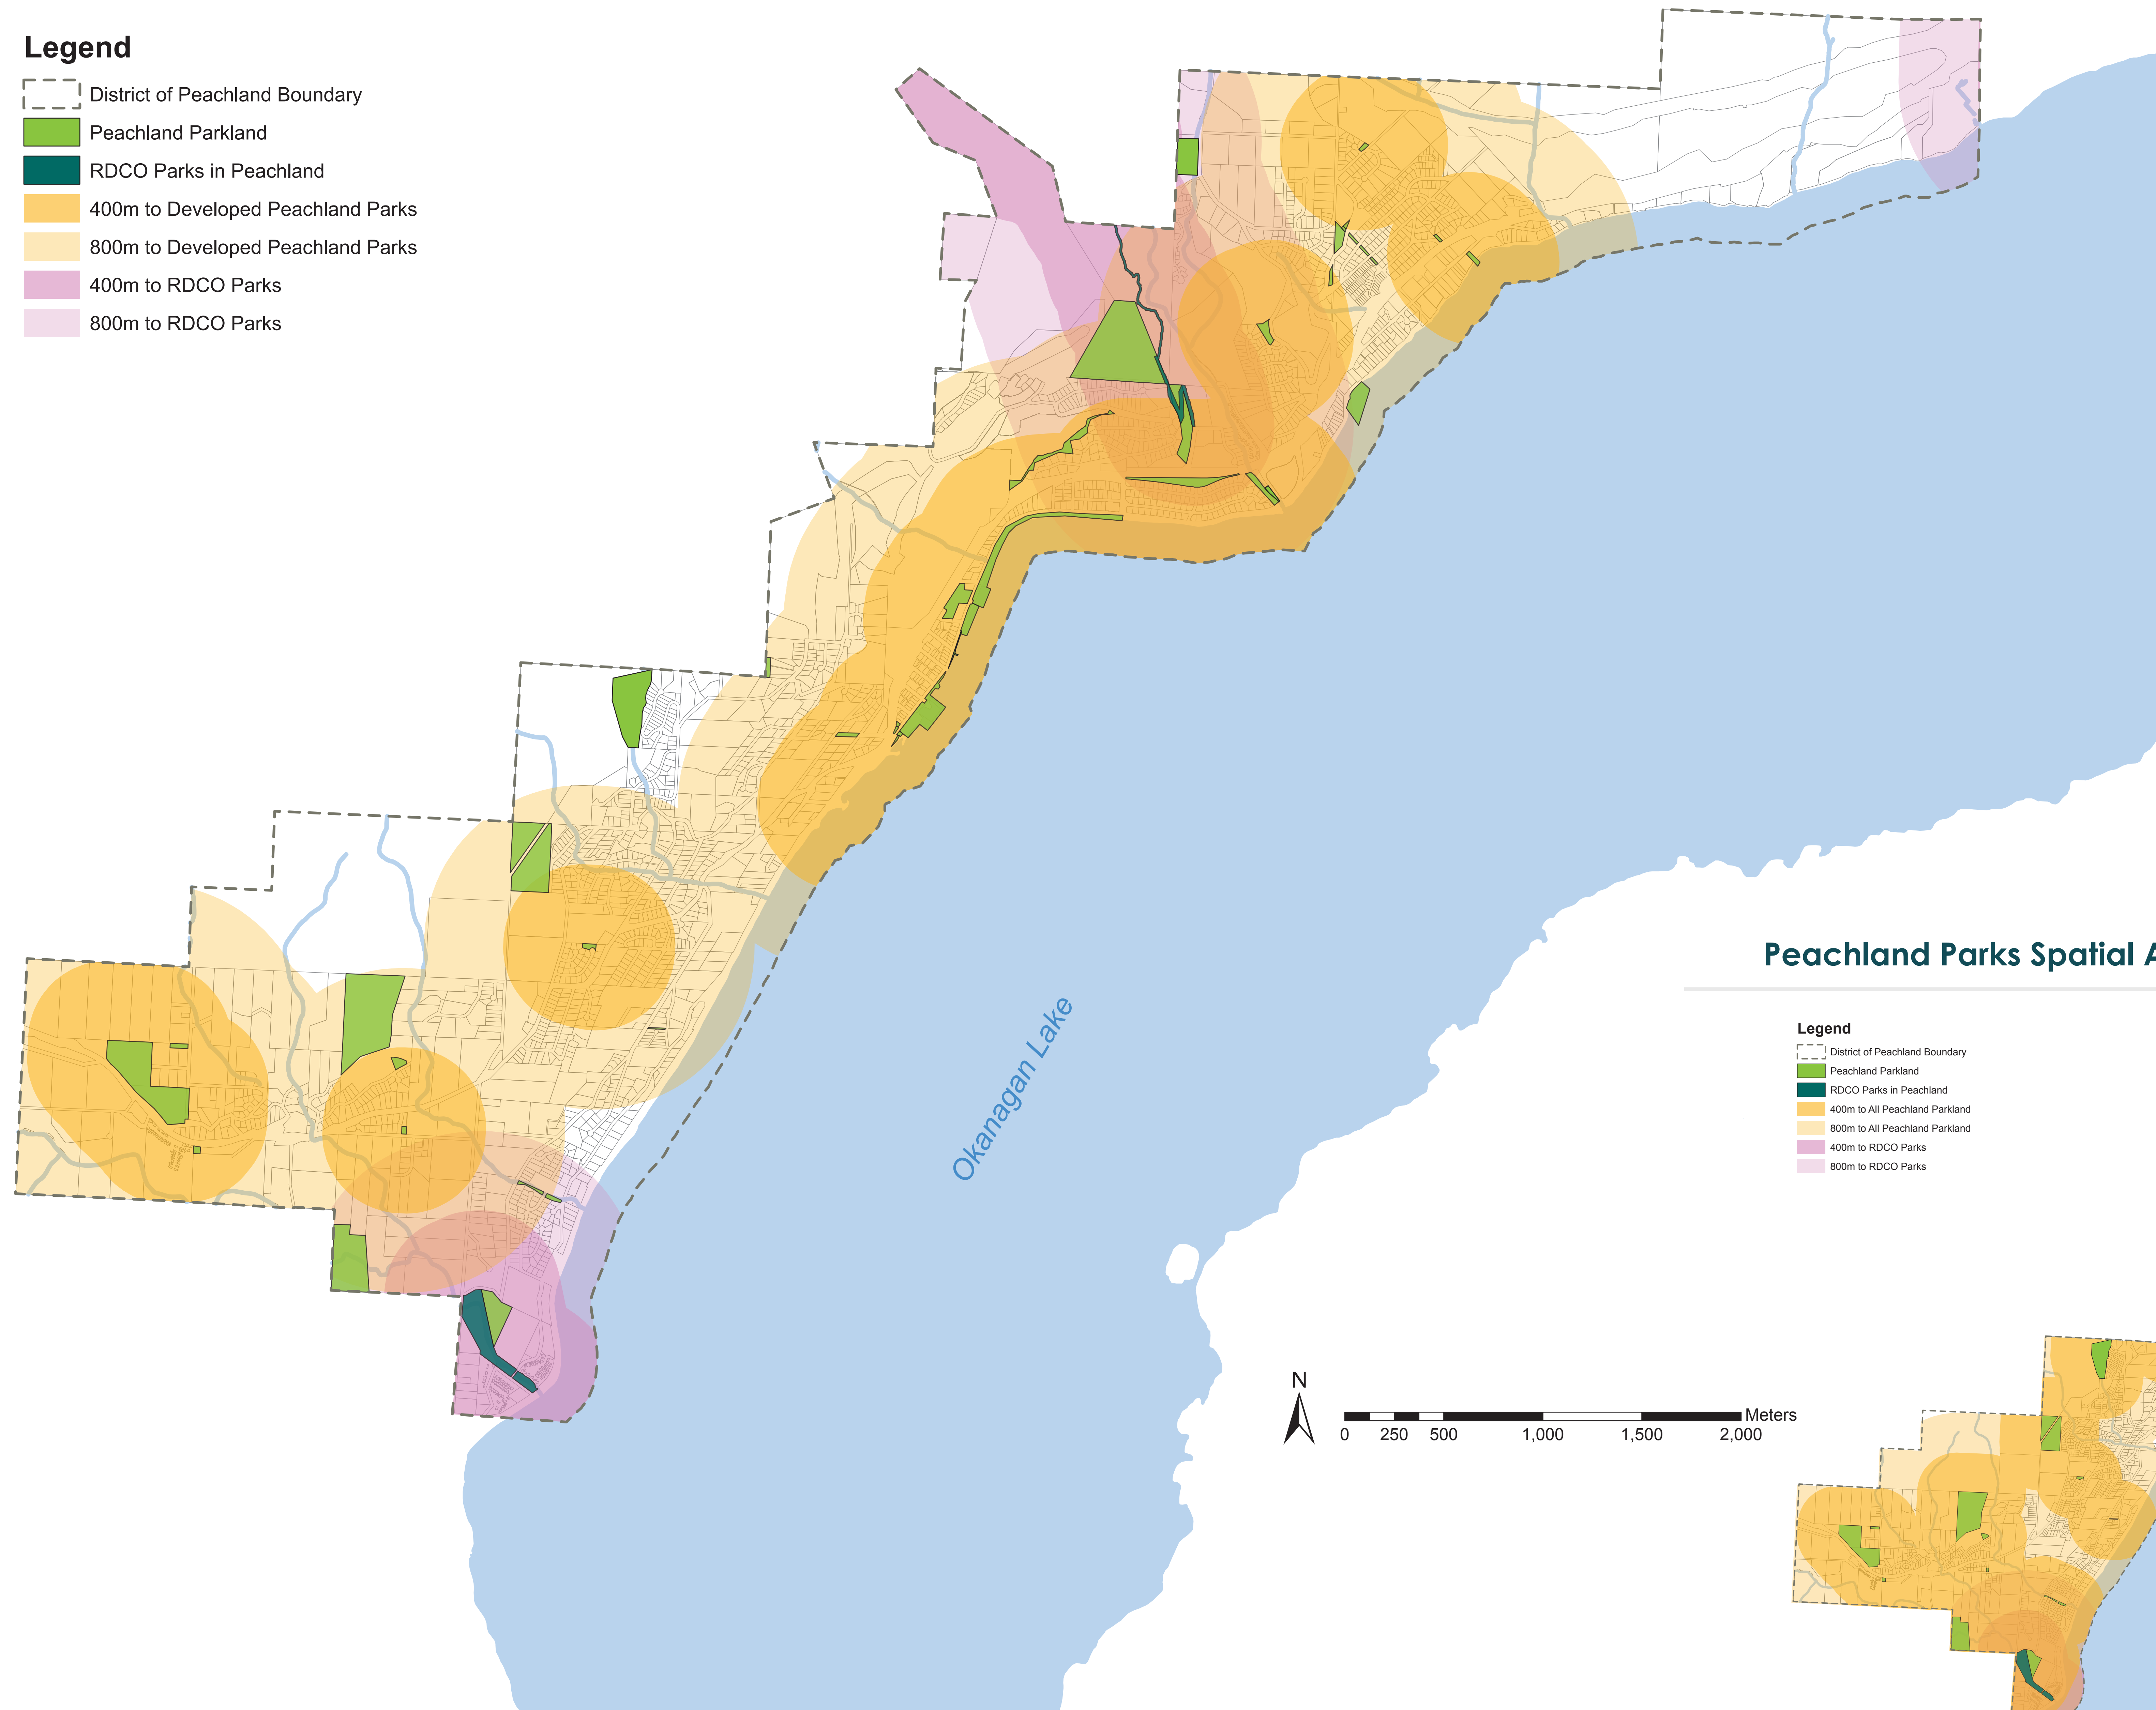 Legend
District of Peachland Boundary
Peachland Parkland
RDCO Parks in Peachland
400m to Developed Peachland Parks
800m to Developed Peachland Parks
400m to RDCO Parks
800m to RDCO Parks
Okanagan Lake
Peachland Parks Spatial A
Legend
District of Peachland Boundary
Peachland Parkland
RDCO Parks in Peachland
400m to All Peachland Parkland
800m to All Peachland Parkland
400m to RDCO Parks
800m to RDCO Parks
N
Meters
0 250 500 1,000 1,500 2,000